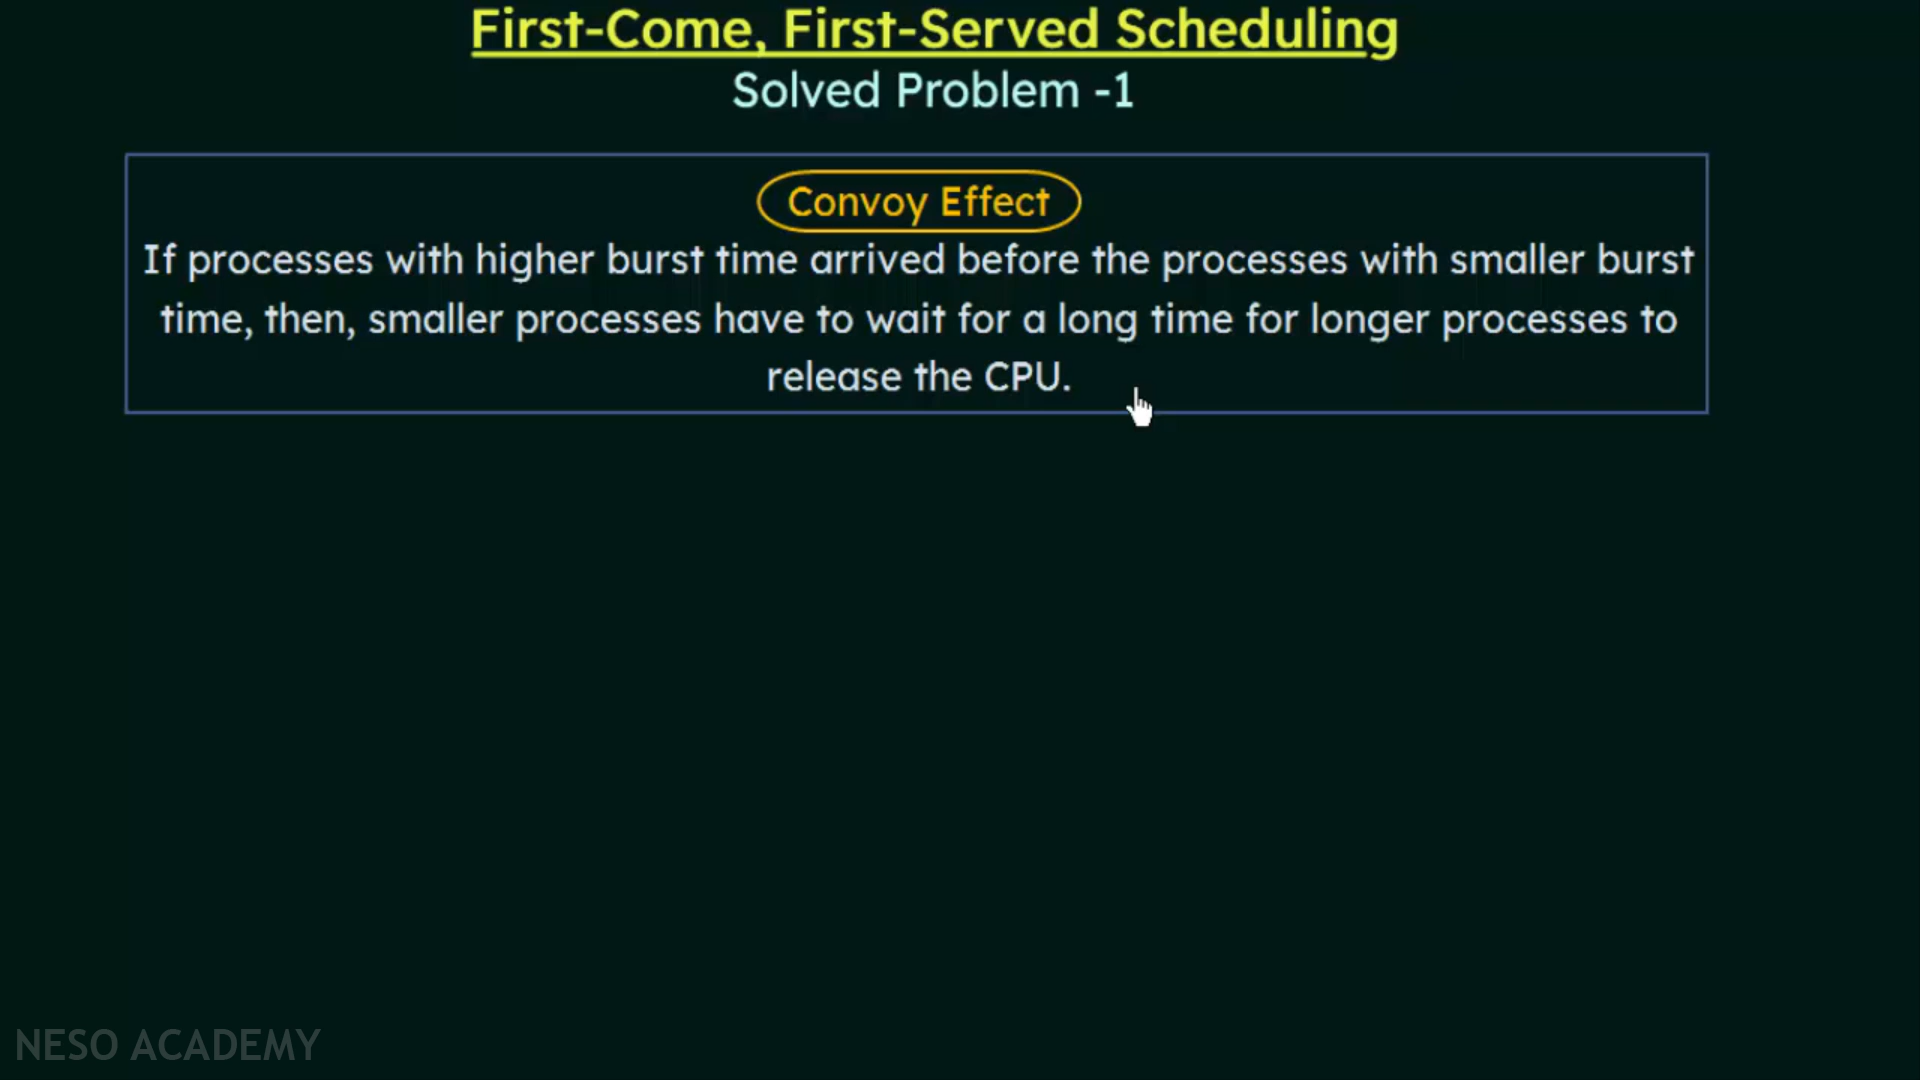 First-Come, First-Served Scheduling
Solved Problem -1
Convoy Effect
If processes with higher burst time arrived before the processes with smaller burst
time, then, smaller processes have to wait for a long time for longer processes to
release the CPU.
NESO ACADEMY